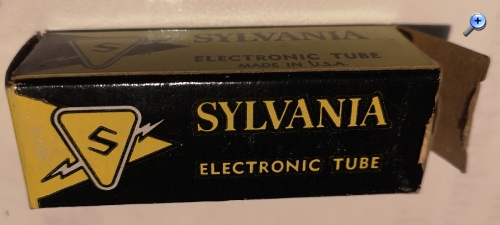 SYLVANIA
ELECTRONIC TUBE
MADE IN U.S.A.
S
SYLVANIA
ELECTRONIC TUBE